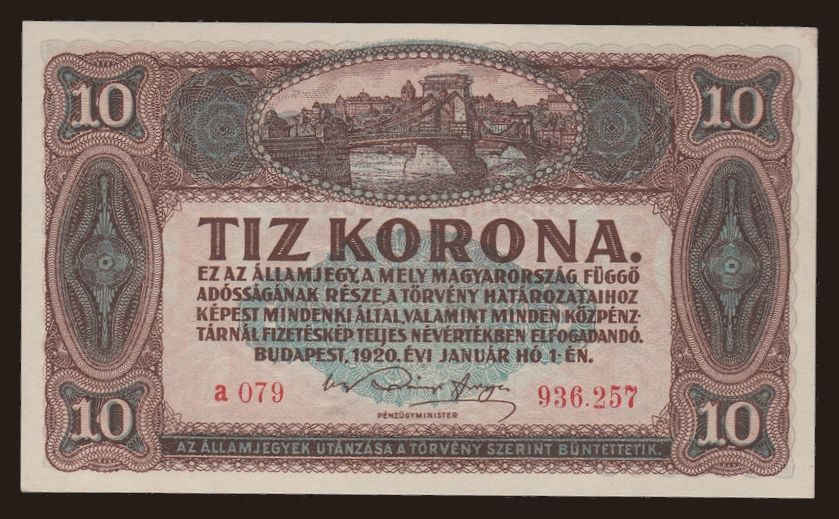 10 10
TIZ KORONA.
EZ AZ ÁLLAMJEGY, A MELY MAGYARORSZÁG FÜGGŐ
ADÓSSÁGÁNAK RÉSZE, A TÖRVÉNY HATÁROZATAIHOZ
KÉPEST MINDENKI ÁLTAL, VALAMINT MINDEN KÖZPÉNZ-
TÁRNÁL FIZETÉSKÉP TELJES NÉVÉRTÉKBEN ELFOGADANDÓ.
BUDAPEST, 1920. ÉVI JANUÁR HÓ 1-ÉN.
a 079 936.257
PÉNZÜGYMINISTER
10 10
AZ ÁLLAMJEGYEK UTÁNZÁSA A TÖRVÉNY SZERINT BÜNTETTETIK.